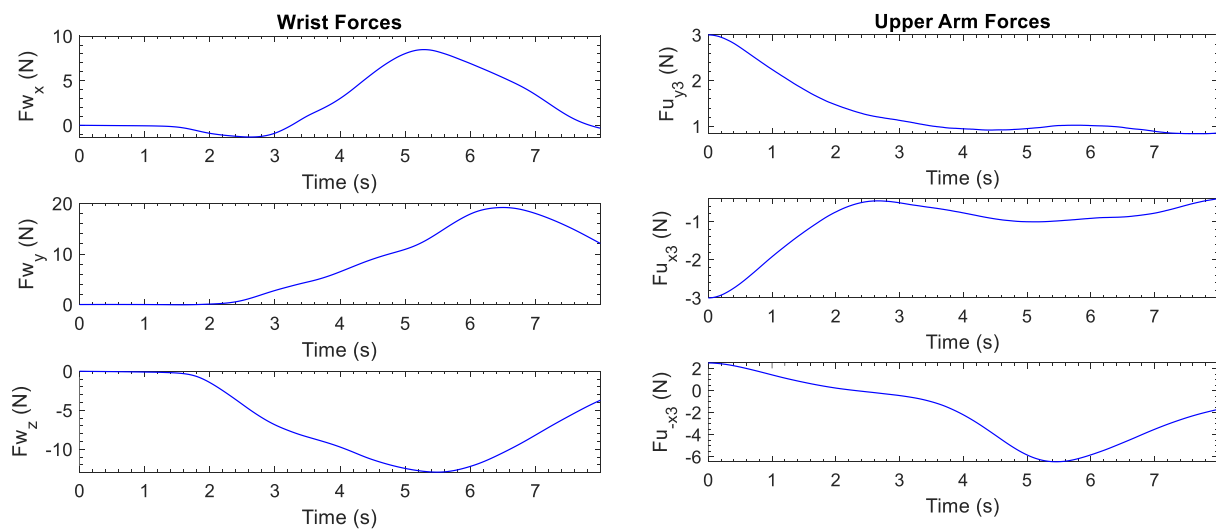 Wrist Forces
Fw_x (N)
10
5
0
0 1 2 3 4 5 6 7
Time (s)
Fw_y (N)
20
10
0
0 1 2 3 4 5 6 7
Time (s)
Fw_z (N)
0
-5
-10
0 1 2 3 4 5 6 7
Time (s)
Upper Arm Forces
Fu_y3 (N)
3
2
1
0 1 2 3 4 5 6 7
Time (s)
Fu_x3 (N)
-1
-2
-3
0 1 2 3 4 5 6 7
Time (s)
Fu_-x3 (N)
2
0
-2
-4
-6
0 1 2 3 4 5 6 7
Time (s)